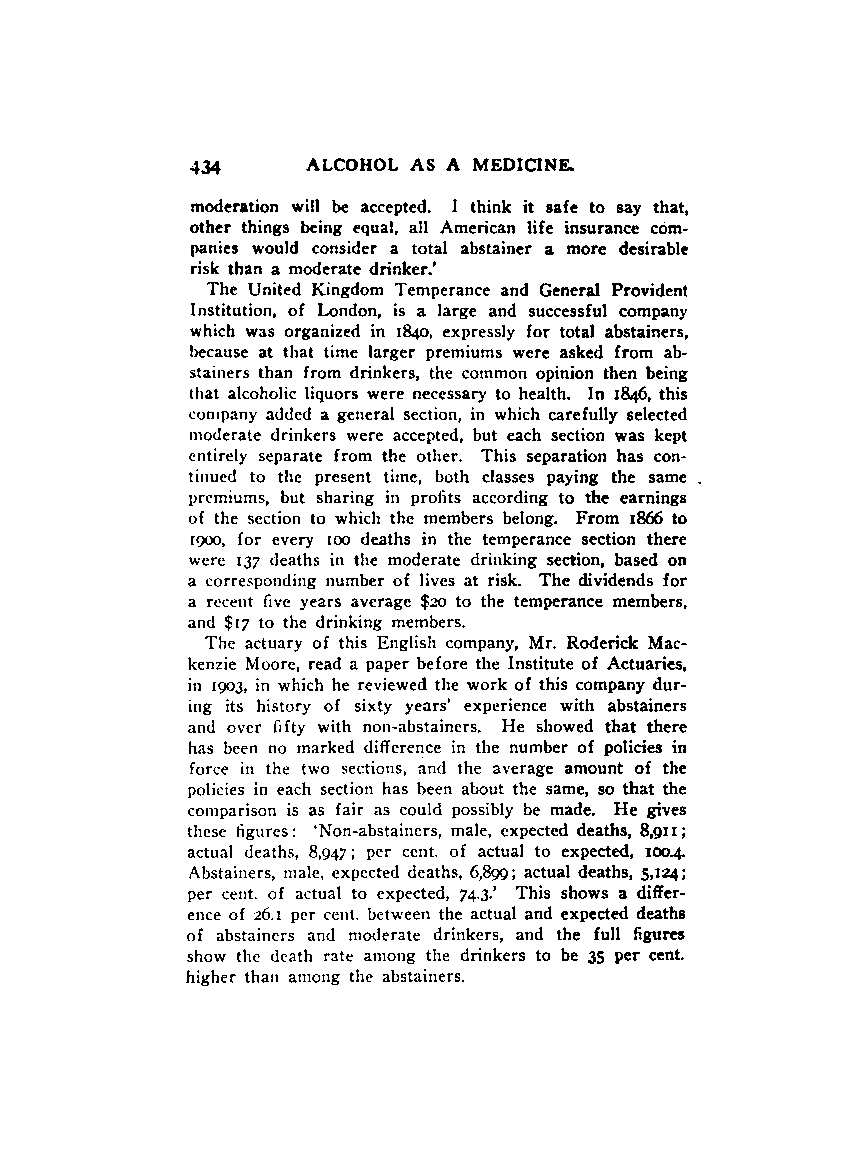 434 ALCOHOL AS A MEDICINE.
moderation will be accepted. I think it safe to say that,
other things being equal, all American life insurance com-
panies would consider a total abstainer a more desirable
risk than a moderate drinker.'
The United Kingdom Temperance and General Provident
Institution, of London, is a large and successful company
which was organized in 1840, expressly for total abstainers,
because at that time larger premiums were asked from ab-
stainers than from drinkers, the common opinion then being
that alcoholic liquors were necessary to health. In 1846, this
company added a general section, in which carefully selected
moderate drinkers were accepted, but each section was kept
entirely separate from the other. This separation has con-
tinued to the present time, both classes paying the same
premiums, but sharing in profits according to the earnings
of the section to which the members belong. From 1866 to
1900, for every 100 deaths in the temperance section there
were 137 deaths in the moderate drinking section, based on
a corresponding number of lives at risk. The dividends for
a recent five years average $20 to the temperance members,
and $17 to the drinking members.
The actuary of this English company, Mr. Roderick Mac-
kenzie Moore, read a paper before the Institute of Actuaries,
in 1903, in which he reviewed the work of this company dur-
ing its history of sixty years' experience with abstainers
and over fifty with non-abstainers. He showed that there
has been no marked difference in the number of policies in
force in the two sections, and the average amount of the
policies in each section has been about the same, so that the
comparison is as fair as could possibly be made. He gives
these figures: 'Non-abstainers, male, expected deaths, 8,911;
actual deaths, 8,947; per cent. of actual to expected, 100.4.
Abstainers, male, expected deaths, 6,899; actual deaths, 5,124;
per cent. of actual to expected, 74.3.' This shows a differ-
ence of 26.1 per cent. between the actual and expected deaths
of abstainers and moderate drinkers, and the full figures
show the death rate among the drinkers to be 35 per cent.
higher than among the abstainers.